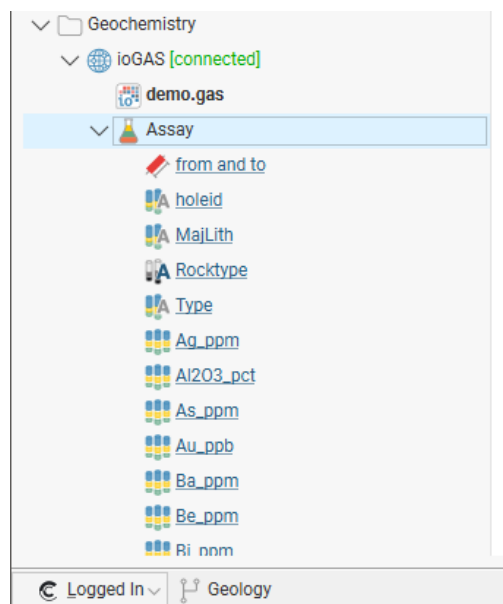 Geochemistry
ioGAS [connected]
demo.gas
Assay
from and to
holeid
MajLith
Rocktype
Type
Ag_ppm
Al2O3_pct
As_ppm
Au_ppb
Ba_ppm
Be_ppm
Bi_ppm
Logged In
Geology